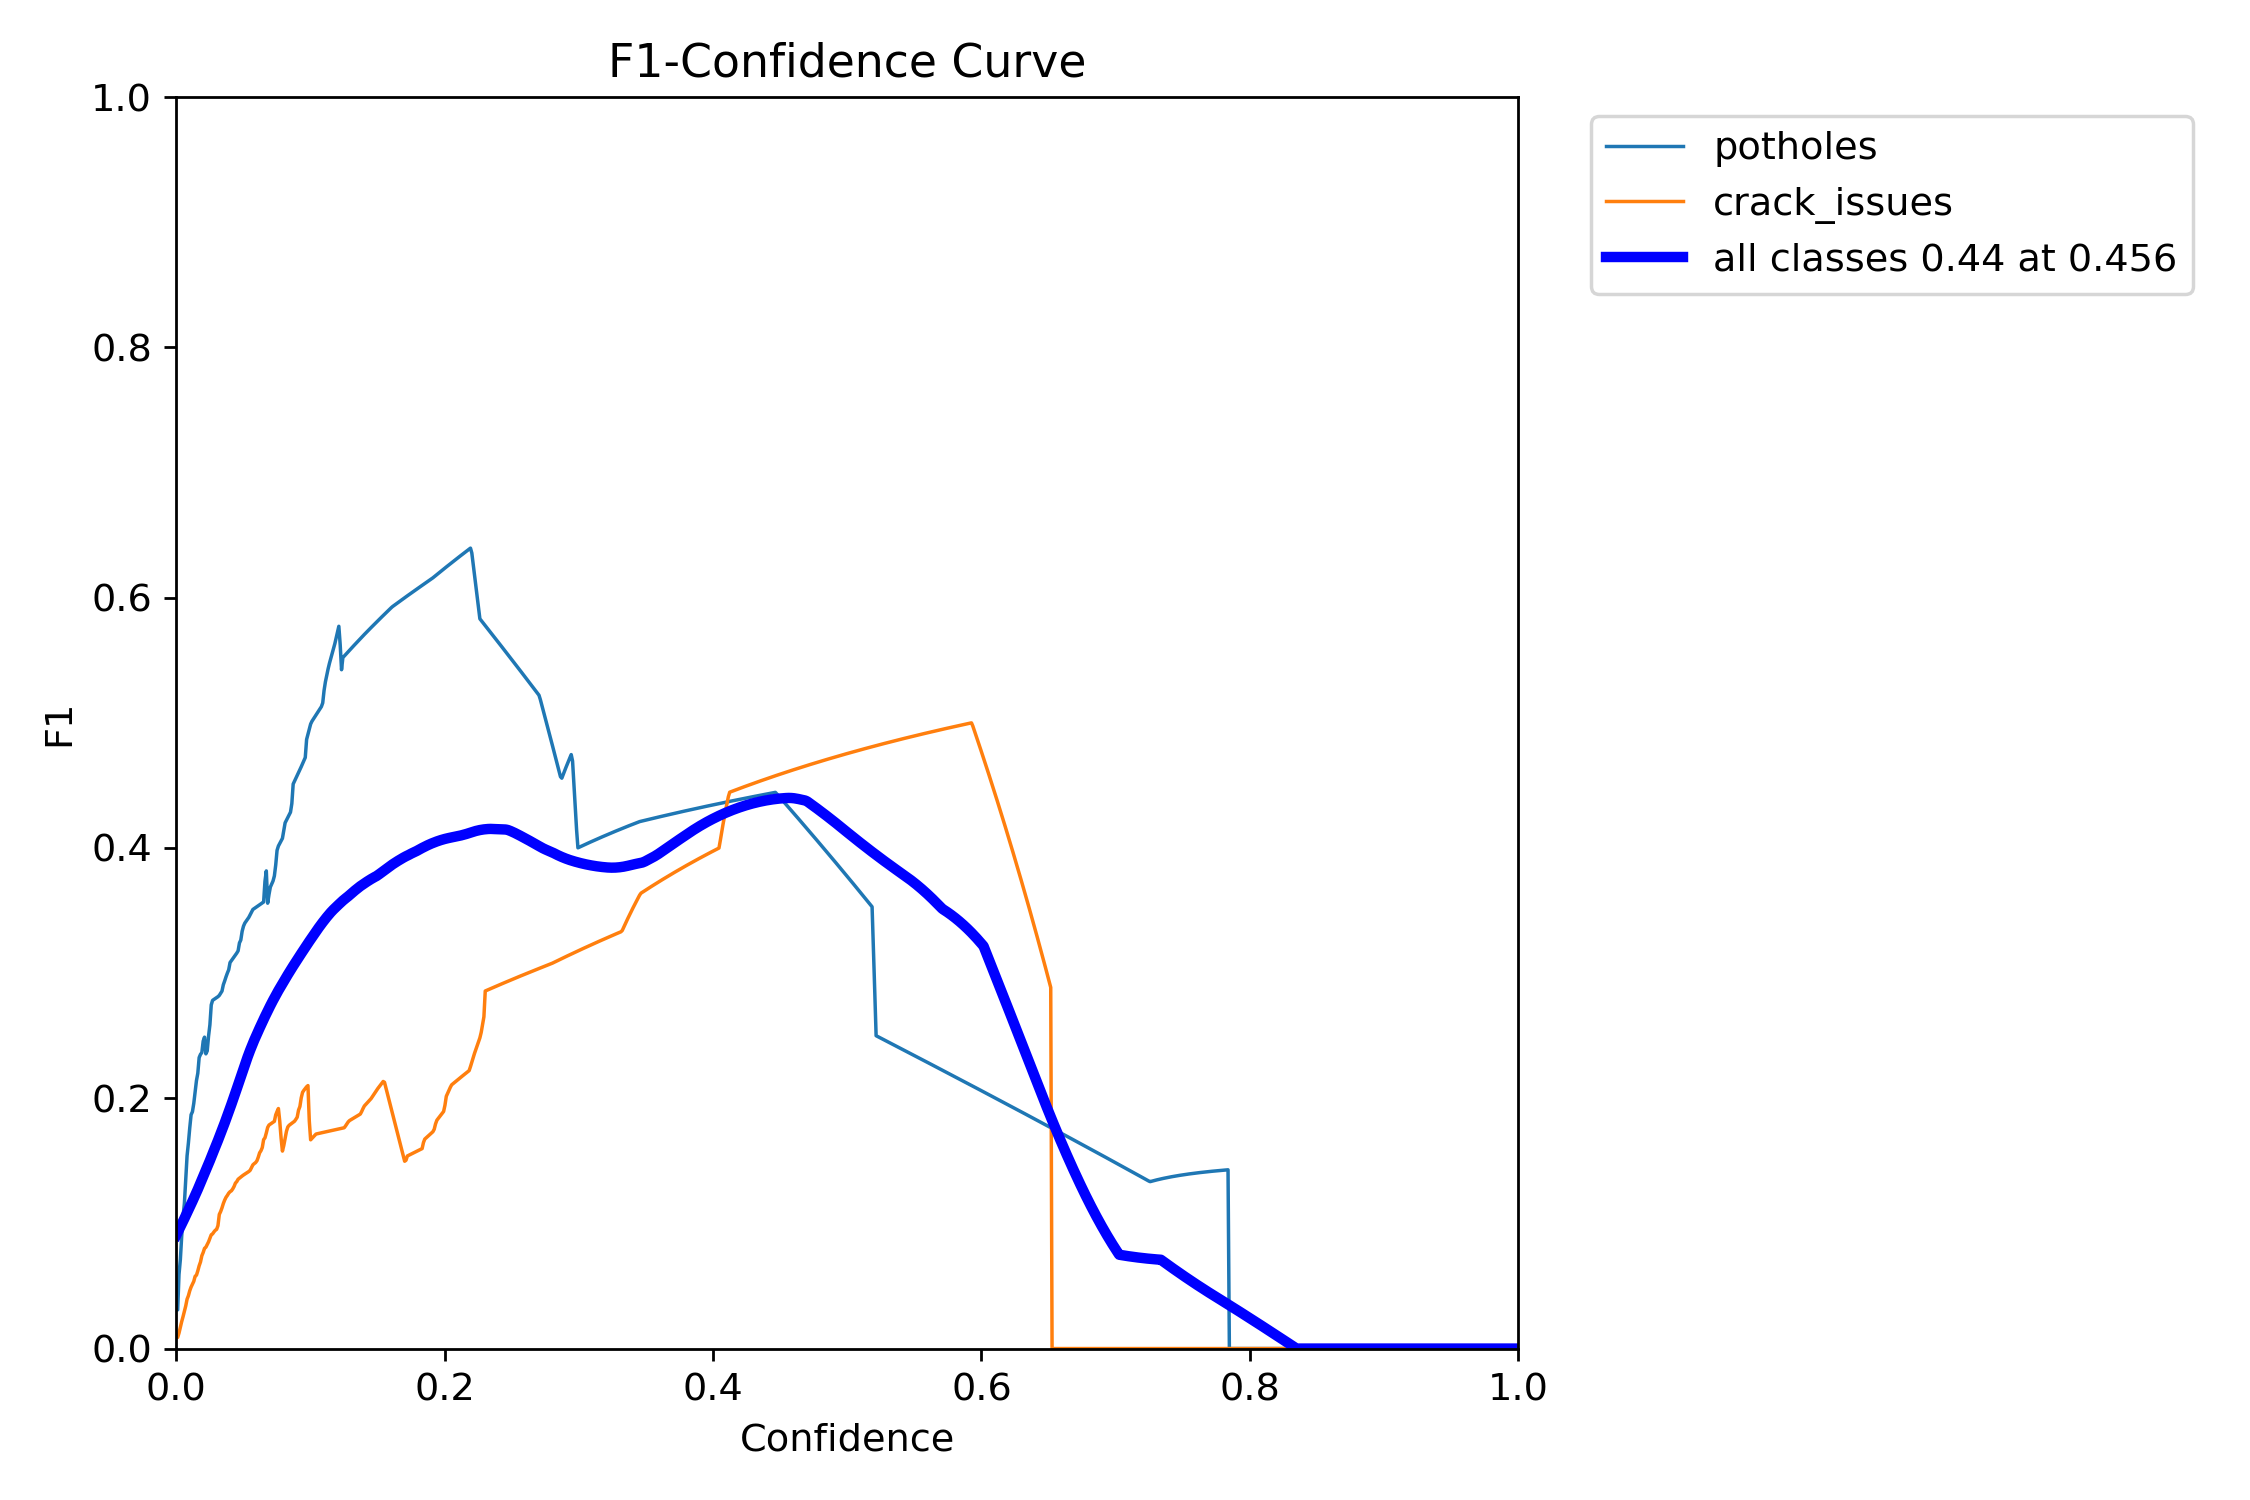 F1-Confidence Curve
1.0
0.8
0.6
0.4
0.2
0.0
F1
0.0 0.2 0.4 0.6 0.8 1.0
Confidence
potholes
crack_issues
all classes 0.44 at 0.456